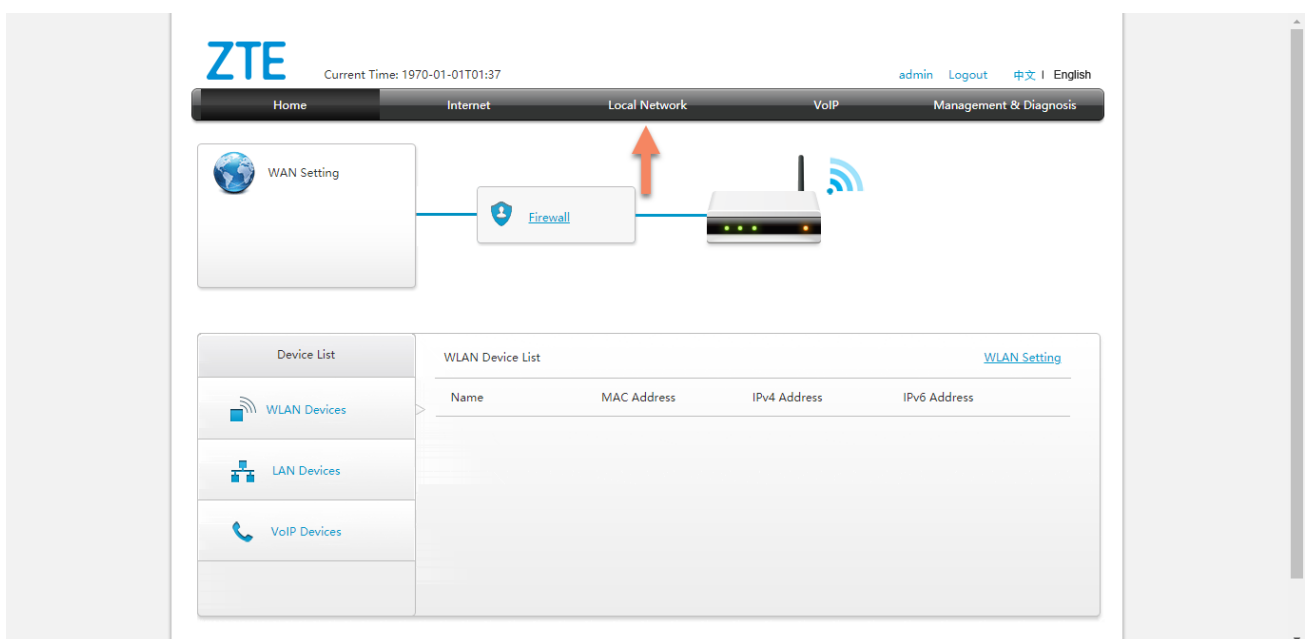 ZTE
Current Time: 1970-01-01T01:37
admin Logout 中文 | English
Home Internet Local Network VoIP Management & Diagnosis
WAN Setting
Firewall
Device List
WLAN Device List WLAN Setting
Name MAC Address IPv4 Address IPv6 Address
WLAN Devices
LAN Devices
VoIP Devices